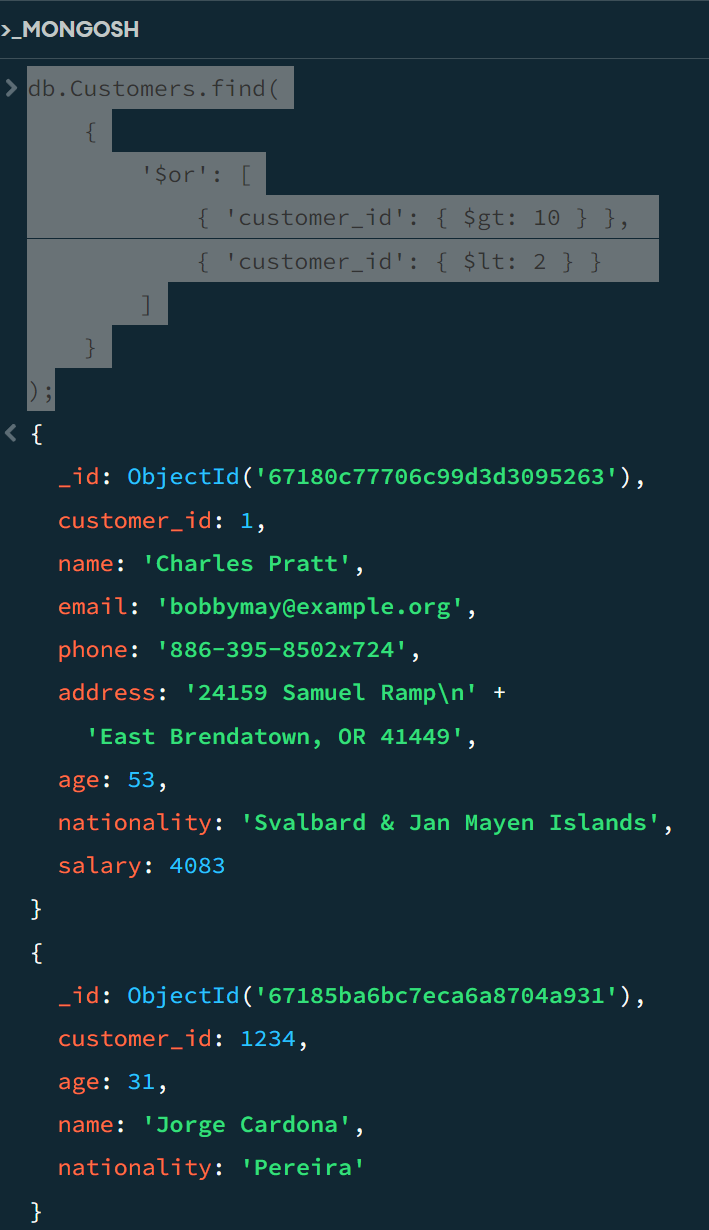 >_MONGOSH
db.Customers.find(
{
'$or': [
{ 'customer_id': { $gt: 10 } },
{ 'customer_id': { $lt: 2 } }
]
}
);
{
_id: ObjectId('67180c77706c99d3d3095263'),
customer_id: 1,
name: 'Charles Pratt',
email: 'bobbymay@example.org',
phone: '886-395-8502x724',
address: '24159 Samuel Ramp\n' +
'East Brendatown, OR 41449',
age: 53,
nationality: 'Svalbard & Jan Mayen Islands',
salary: 4083
}
{
_id: ObjectId('67185ba6bc7eca6a8704a931'),
customer_id: 1234,
age: 31,
name: 'Jorge Cardona',
nationality: 'Pereira'
}